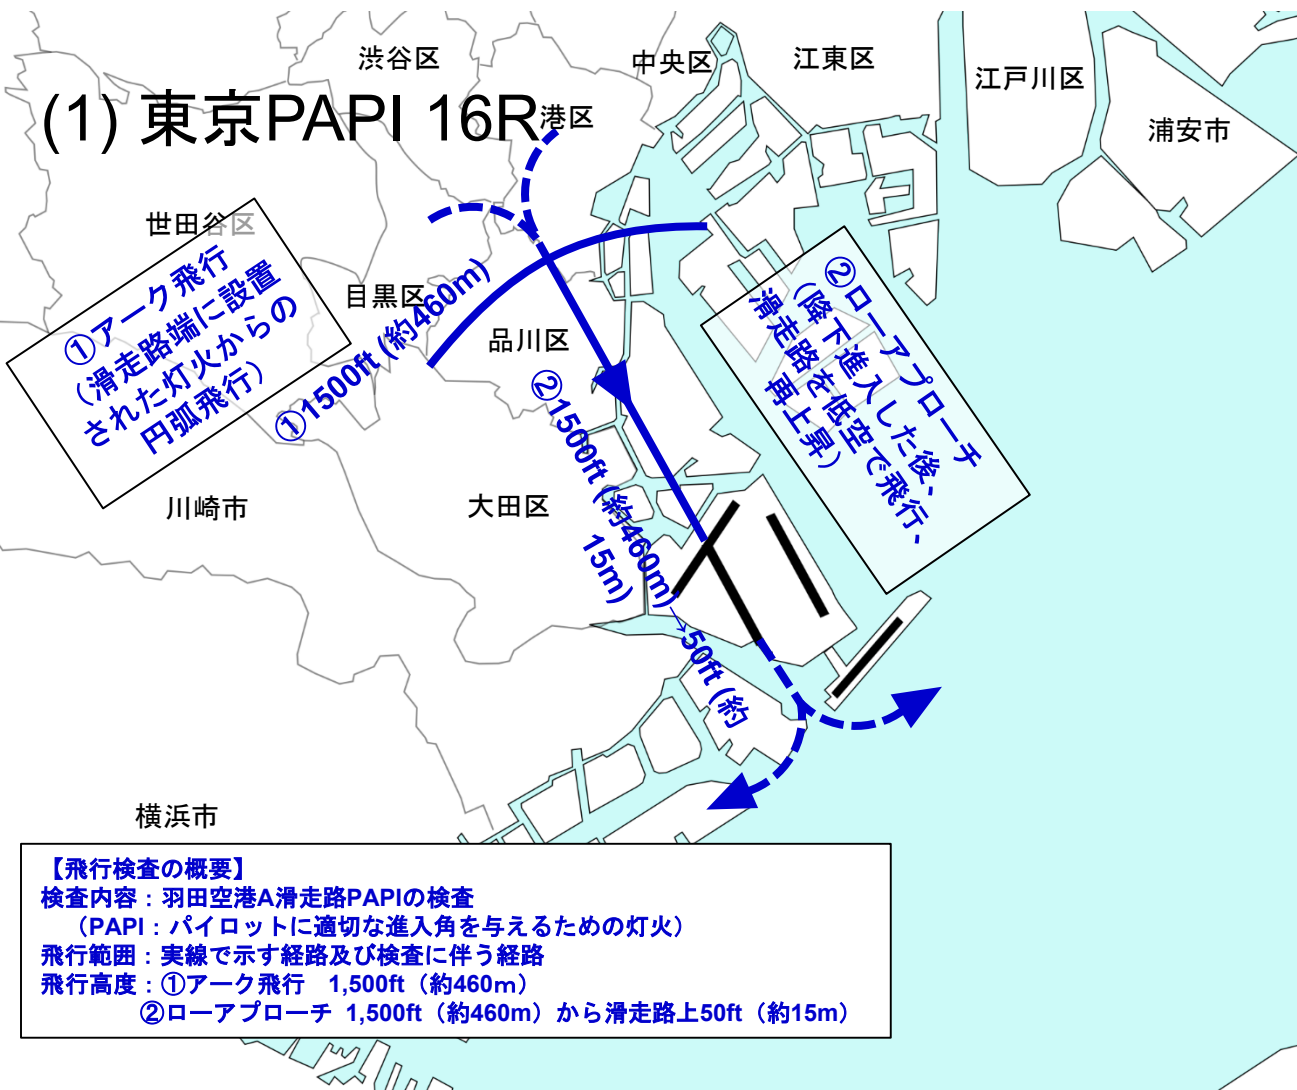 渋谷区
中央区
江東区
江戸川区
(1) 東京PAPI 16R
港区
浦安市
世田谷区
①アーク飛行
（滑走路端に設置
された灯火からの
円弧飛行）
目黒区
①1500ft (約460m)
品川区
②ローアプローチ
（降下進入した後、
滑走路を低空で飛行、
再上昇）
②1500ft (約460m)→50ft (約
15m)
川崎市
大田区
横浜市
【飛行検査の概要】
検査内容：羽田空港A滑走路PAPIの検査
（PAPI：パイロットに適切な進入角を与えるための灯火）
飛行範囲：実線で示す経路及び検査に伴う経路
飛行高度：①アーク飛行　1,500ft（約460ｍ）
②ローアプローチ 1,500ft（約460m）から滑走路上50ft（約15m）